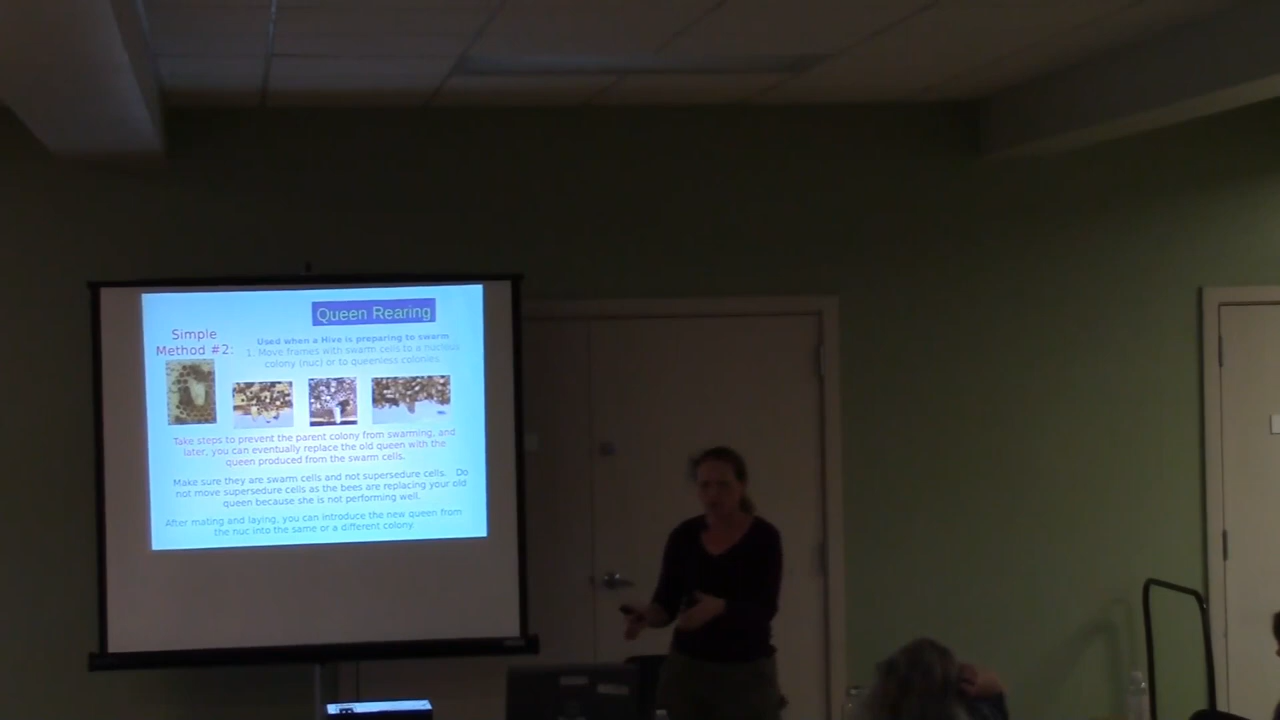 Queen Rearing
Simple
Method #2:
Used when a Hive is preparing to swarm
1. Move frames with swarm cells to a nucleus
colony (nuc) or to queenless colonies
Take steps to prevent the parent colony from swarming, and
later, you can eventually replace the old queen with the
queen produced from the swarm cells.
Make sure they are swarm cells and not supersedure cells. Do
not move supersedure cells as the bees are replacing your old
queen because she is not performing well.
After mating and laying, you can introduce the new queen from
the nuc into the same or a different colony